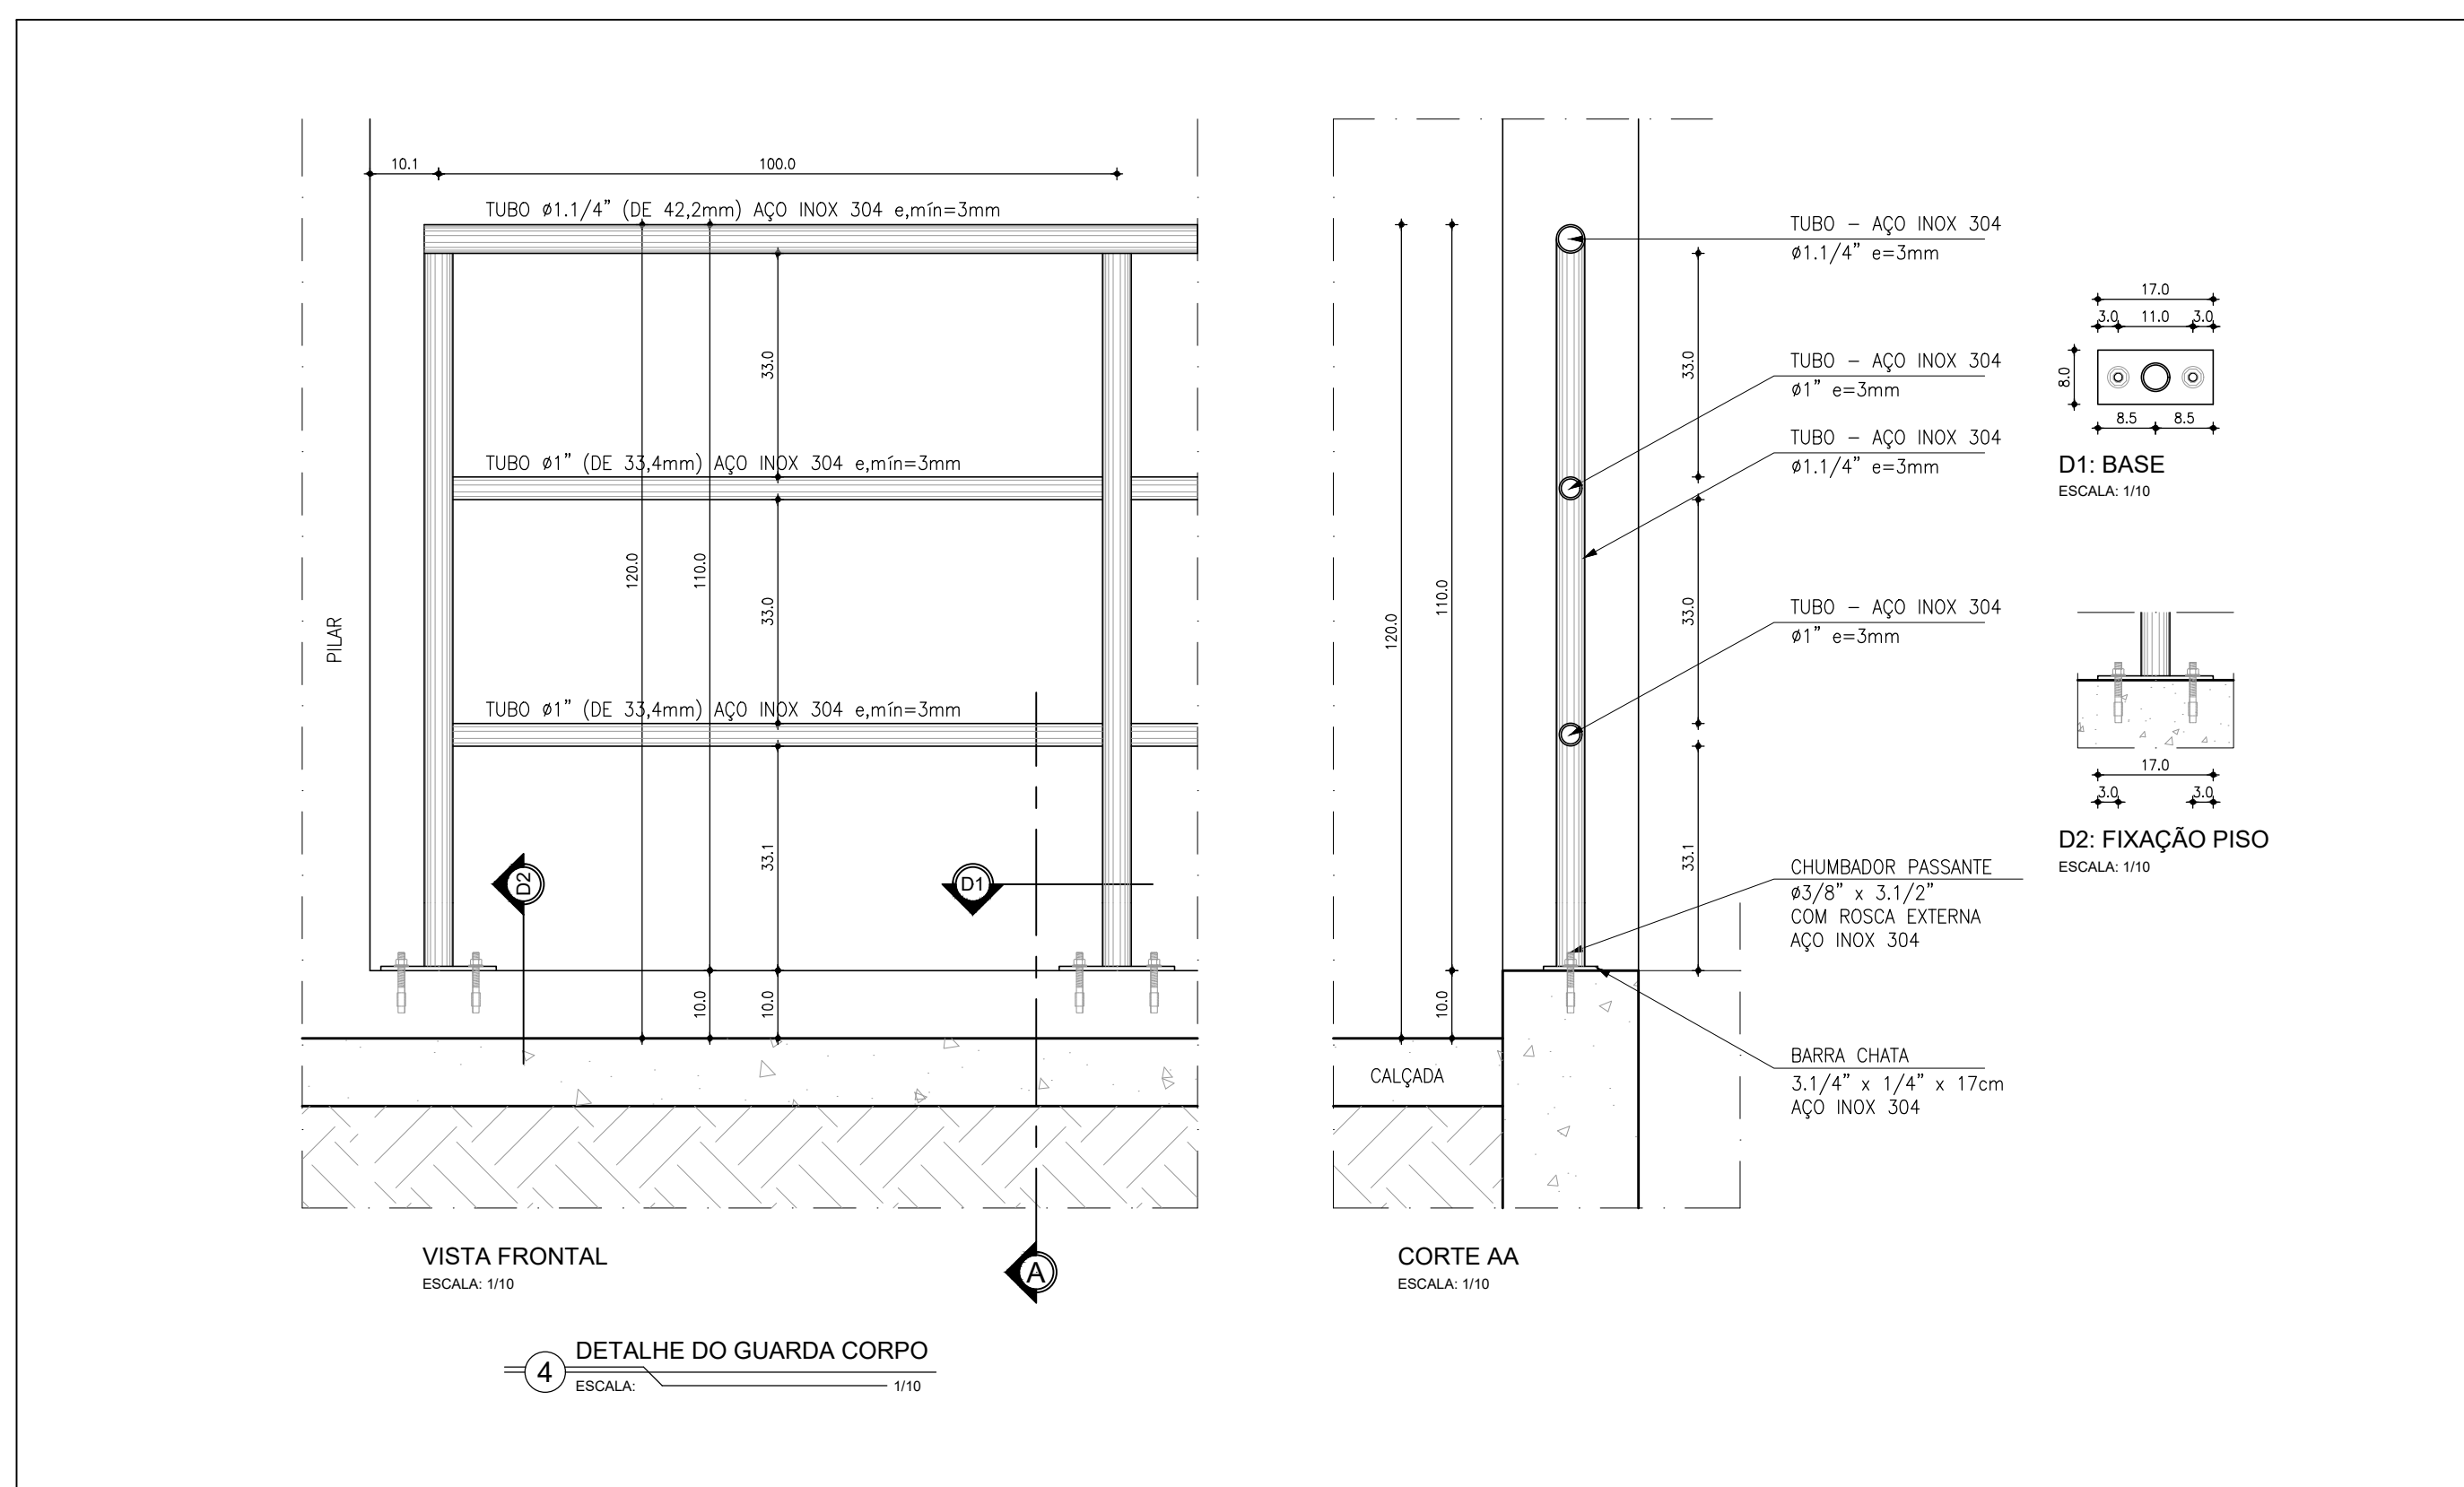 10.1
100.0
TUBO ø1.1/4” (DE 42,2mm) AÇO INOX 304 e,mín=3mm
33.0
TUBO ø1” (DE 33,4mm) AÇO INOX 304 e,mín=3mm
120.0
110.0
33.0
PILAR
TUBO ø1” (DE 33,4mm) AÇO INOX 304 e,mín=3mm
33.1
D2
D1
10.0
10.0
VISTA FRONTAL
ESCALA: 1/10
A
4
DETALHE DO GUARDA CORPO
ESCALA: 1/10
120.0
110.0
10.0
CALÇADA
33.0
33.0
33.1
TUBO – AÇO INOX 304
ø1.1/4” e=3mm
TUBO – AÇO INOX 304
ø1” e=3mm
TUBO – AÇO INOX 304
ø1.1/4” e=3mm
TUBO – AÇO INOX 304
ø1” e=3mm
CHUMBADOR PASSANTE
ø3/8” x 3.1/2”
COM ROSCA EXTERNA
AÇO INOX 304
BARRA CHATA
3.1/4” x 1/4” x 17cm
AÇO INOX 304
CORTE AA
ESCALA: 1/10
17.0
3.0 11.0 3.0
8.0
8.5 8.5
D1: BASE
ESCALA: 1/10
17.0
3.0 3.0
D2: FIXAÇÃO PISO
ESCALA: 1/10